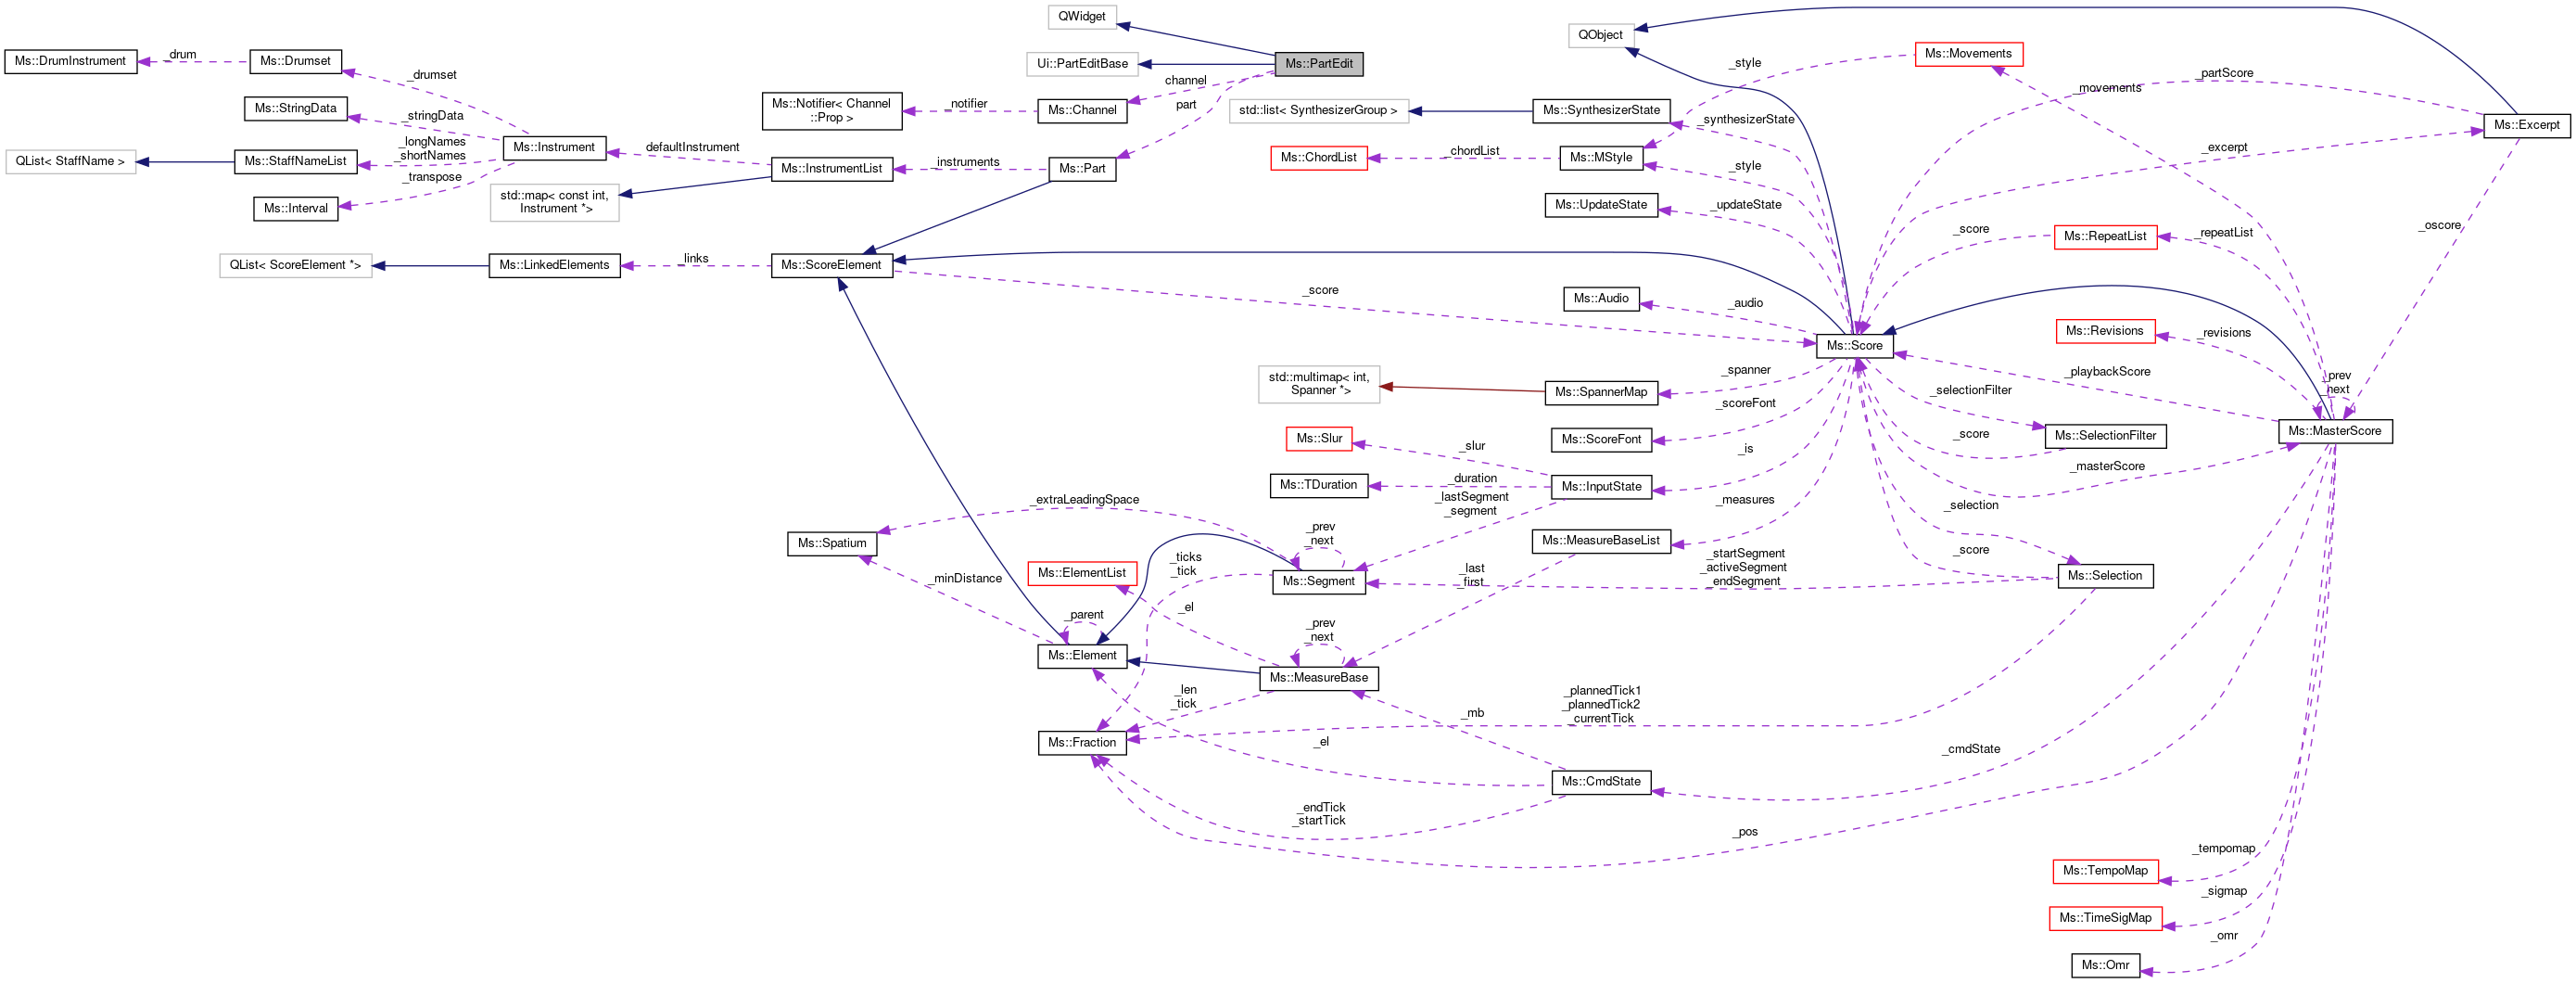 QWidget
QObject
Ms::DrumInstrument
_drum
Ms::Drumset
Ui::PartEditBase
Ms::PartEdit
_style
Ms::Movements
_drumset
channel
_partScore
_movements
Ms::StringData
_stringData
Ms::Notifier< Channel
::Prop >
_notifier
Ms::Channel
part
std::list< SynthesizerGroup >
Ms::SynthesizerState
_synthesizerState
Ms::Excerpt
QList< StaffName >
Ms::StaffNameList
_longNames
_shortNames
Ms::Instrument
defaultInstrument
Ms::InstrumentList
_instruments
Ms::Part
Ms::ChordList
_chordList
Ms::MStyle
_style
_excerpt
_transpose
Ms::Interval
std::map< const int,
Instrument *>
Ms::UpdateState
_updateState
_oscore
QList< ScoreElement *>
Ms::LinkedElements
_links
Ms::ScoreElement
_score
Ms::RepeatList
_repeatList
_score
Ms::Audio
_audio
Ms::Score
Ms::Revisions
_revisions
std::multimap< int,
Spanner *>
Ms::SpannerMap
_spanner
_playbackScore
_prev
_next
_scoreFont
_selectionFilter
Ms::Slur
_slur
Ms::ScoreFont
_is
_score
Ms::SelectionFilter
Ms::MasterScore
_masterScore
Ms::TDuration
_duration
Ms::InputState
_extraLeadingSpace
_lastSegment
_segment
_measures
_selection
Ms::Spatium
_prev
_next
Ms::MeasureBaseList
_score
_minDistance
Ms::ElementList
_ticks
_tick
Ms::Segment
_last
_first
_startSegment
_activeSegment
_endSegment
Ms::Selection
_parent
_el
_prev
_next
Ms::Element
Ms::MeasureBase
_len
_tick
_plannedTick1
_plannedTick2
_currentTick
_mb
Ms::Fraction
_el
_cmdState
Ms::CmdState
_endTick
_startTick
_pos
_tempomap
Ms::TempoMap
_sigmap
Ms::TimeSigMap
_omr
Ms::Omr